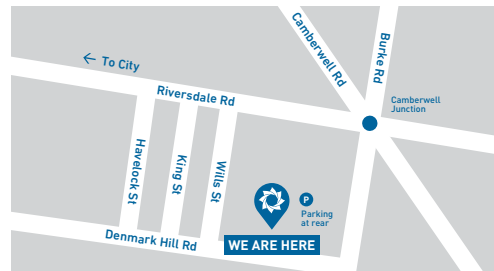 ← To City
Camberwell Rd
Burke Rd
Riversdale Rd
Camberwell
Junction
Havelock St
King St
Wills St
P
Parking
at rear
Denmark Hill Rd
WE ARE HERE